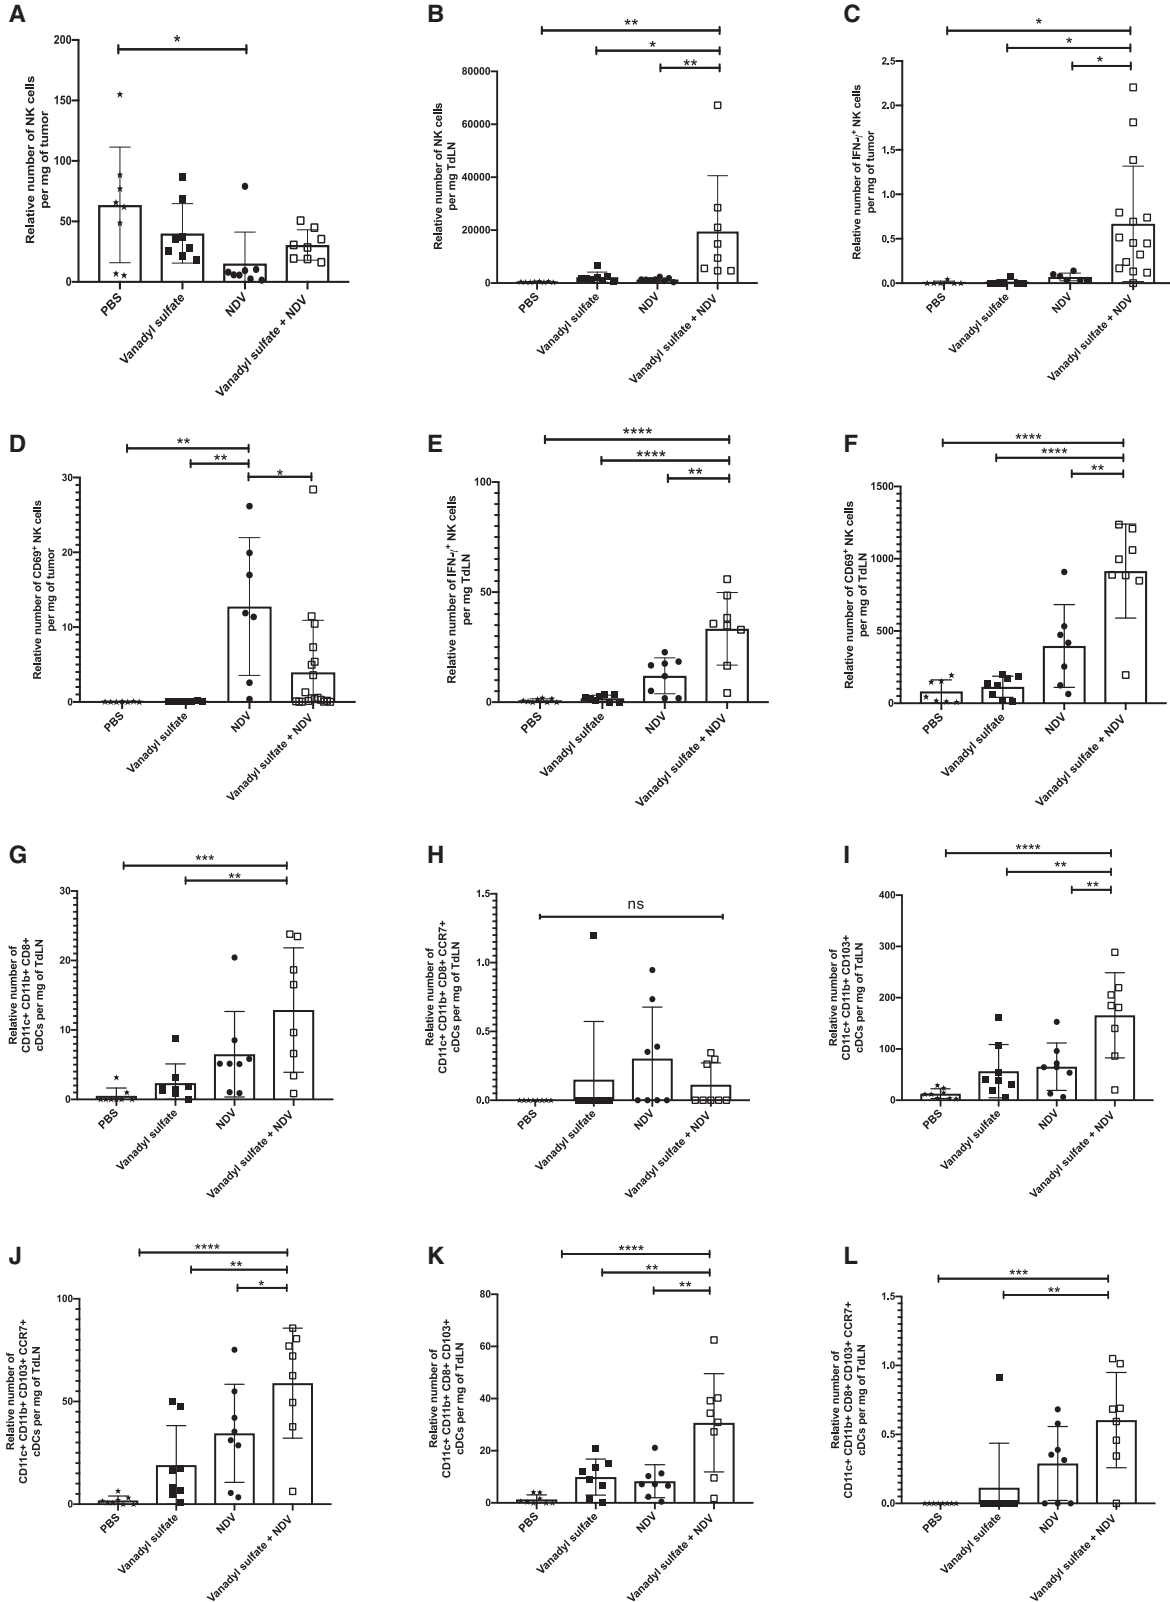 A
Relative number of NK cells
per mg of tumor
200
150
100
50
0
*
PBS
Vanadyl sulfate
NDV
Vanadyl sulfate + NDV
B
Relative number of NK cells
per mg TdLN
80000
60000
40000
20000
0
**
*
**
PBS
Vanadyl sulfate
NDV
Vanadyl sulfate + NDV
C
Relative number of IFN-γ+ NK cells
per mg of tumor
2.5
2.0
1.5
1.0
0.5
0.0
*
*
*
PBS
Vanadyl sulfate
NDV
Vanadyl sulfate + NDV
D
Relative number of CD69+ NK cells
per mg of tumor
30
20
10
0
**
**
*
PBS
Vanadyl sulfate
NDV
Vanadyl sulfate + NDV
E
Relative number of IFN-γ+ NK cells
per mg TdLN
100
50
0
****
****
**
PBS
Vanadyl sulfate
NDV
Vanadyl sulfate + NDV
F
Relative number of CD69+ NK cells
per mg of TdLN
1500
1000
500
0
****
****
**
PBS
Vanadyl sulfate
NDV
Vanadyl sulfate + NDV
G
Relative number of
CD11c+ CD11b+ CD8+
cDCs per mg of TdLN
30
20
10
0
***
**
PBS
Vanadyl sulfate
NDV
Vanadyl sulfate + NDV
H
Relative number of
CD11c+ CD11b+ CD8+ CCR7+
cDCs per mg of TdLN
1.5
1.0
0.5
0.0
ns
PBS
Vanadyl sulfate
NDV
Vanadyl sulfate + NDV
I
Relative number of
CD11c+ CD11b+ CD103+
cDCs per mg of TdLN
400
300
200
100
0
****
**
**
PBS
Vanadyl sulfate
NDV
Vanadyl sulfate + NDV
J
Relative number of
CD11c+ CD11b+ CD103+ CCR7+
cDCs per mg of TdLN
100
50
0
****
**
*
PBS
Vanadyl sulfate
NDV
Vanadyl sulfate + NDV
K
Relative number of
CD11c+ CD11b+ CD8+ CD103+
cDCs per mg of TdLN
80
60
40
20
0
****
**
**
PBS
Vanadyl sulfate
NDV
Vanadyl sulfate + NDV
L
Relative number of
CD11c+ CD11b+ CD8+ CD103+ CCR7+
cDCs per mg of TdLN
1.5
1.0
0.5
0.0
***
**
PBS
Vanadyl sulfate
NDV
Vanadyl sulfate + NDV